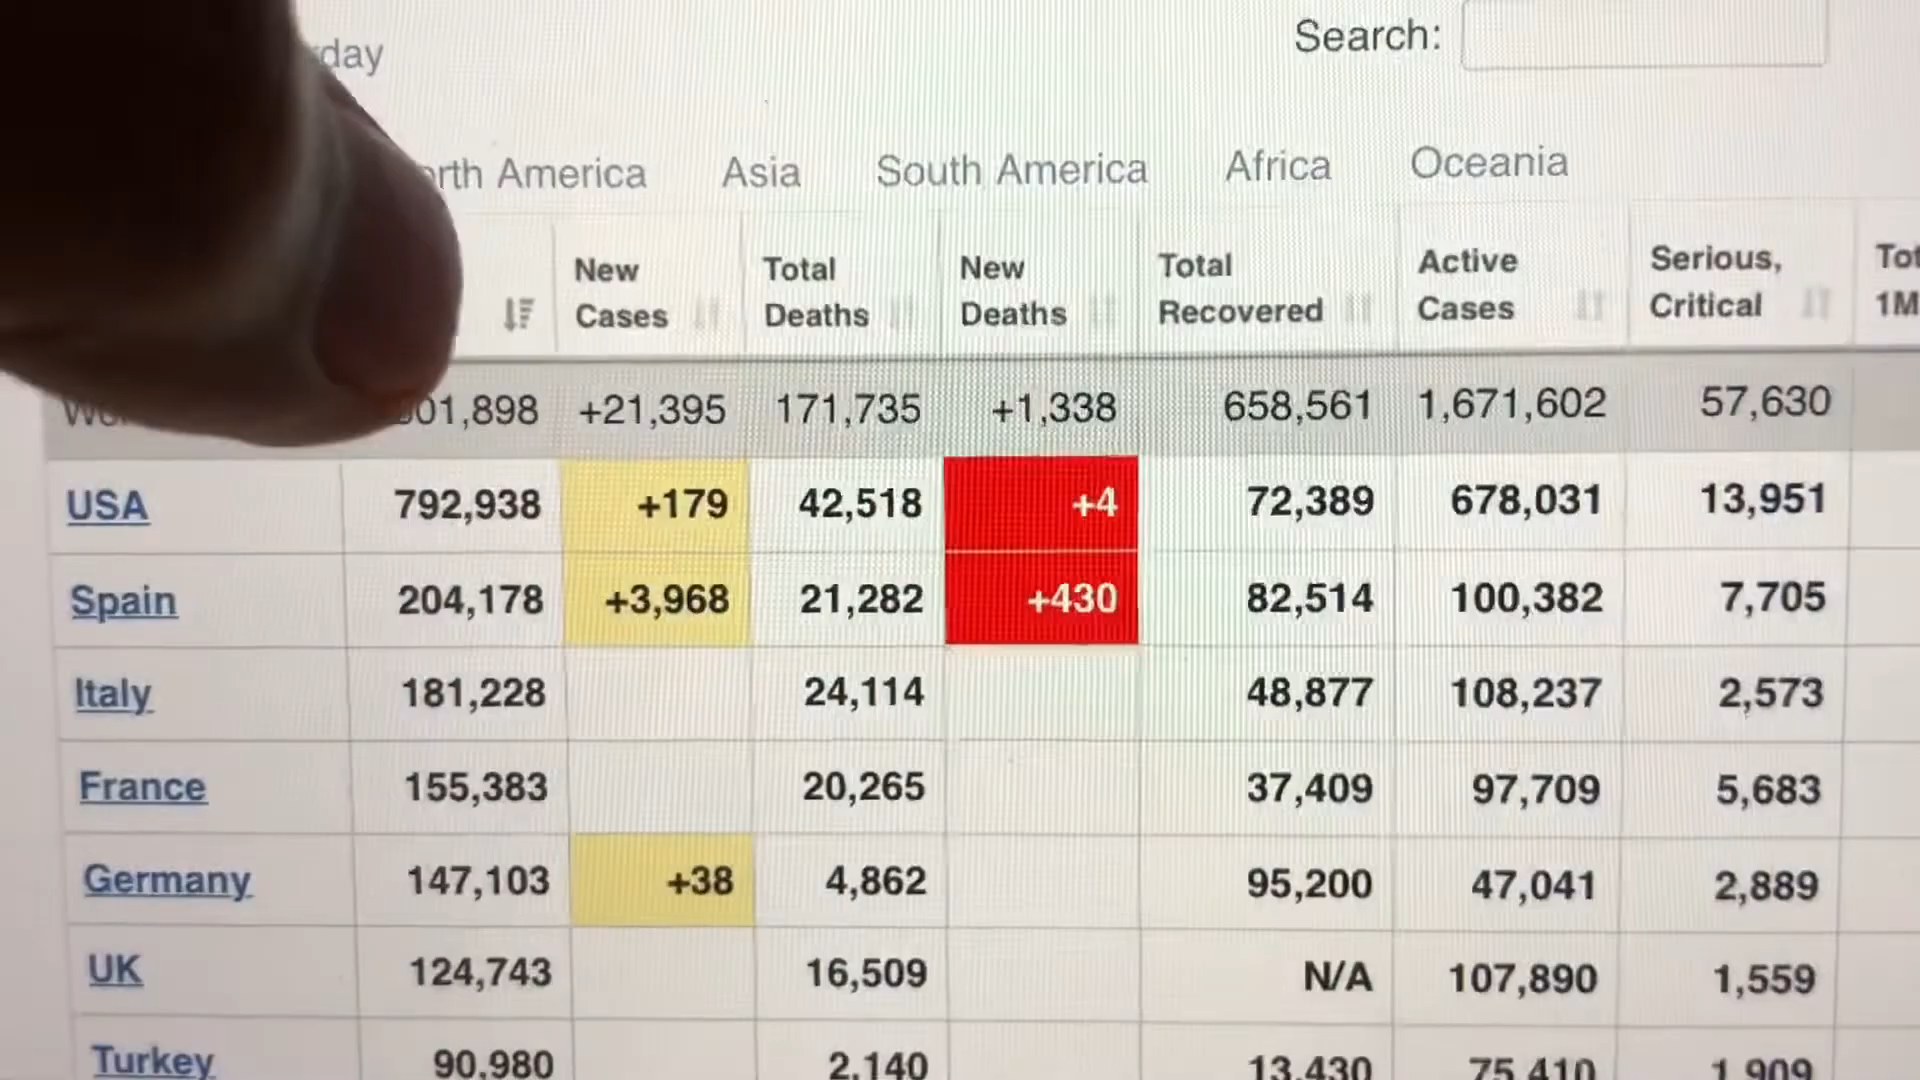 Search:
America Asia South America Africa Oceania
New Cases Total Deaths New Deaths Total Recovered Active Cases Serious, Critical 1M
+21,395 171,735 +1,338 658,561 1,671,602 57,630
USA 792,938 +179 42,518 +4 72,389 678,031 13,951
Spain 204,178 +3,968 21,282 +430 82,514 100,382 7,705
Italy 181,228 24,114 48,877 108,237 2,573
France 155,383 20,265 37,409 97,709 5,683
Germany 147,103 +38 4,862 95,200 47,041 2,889
UK 124,743 16,509 N/A 107,890 1,559
Turkey 90,980 2,140 13,430 75,410 1,909